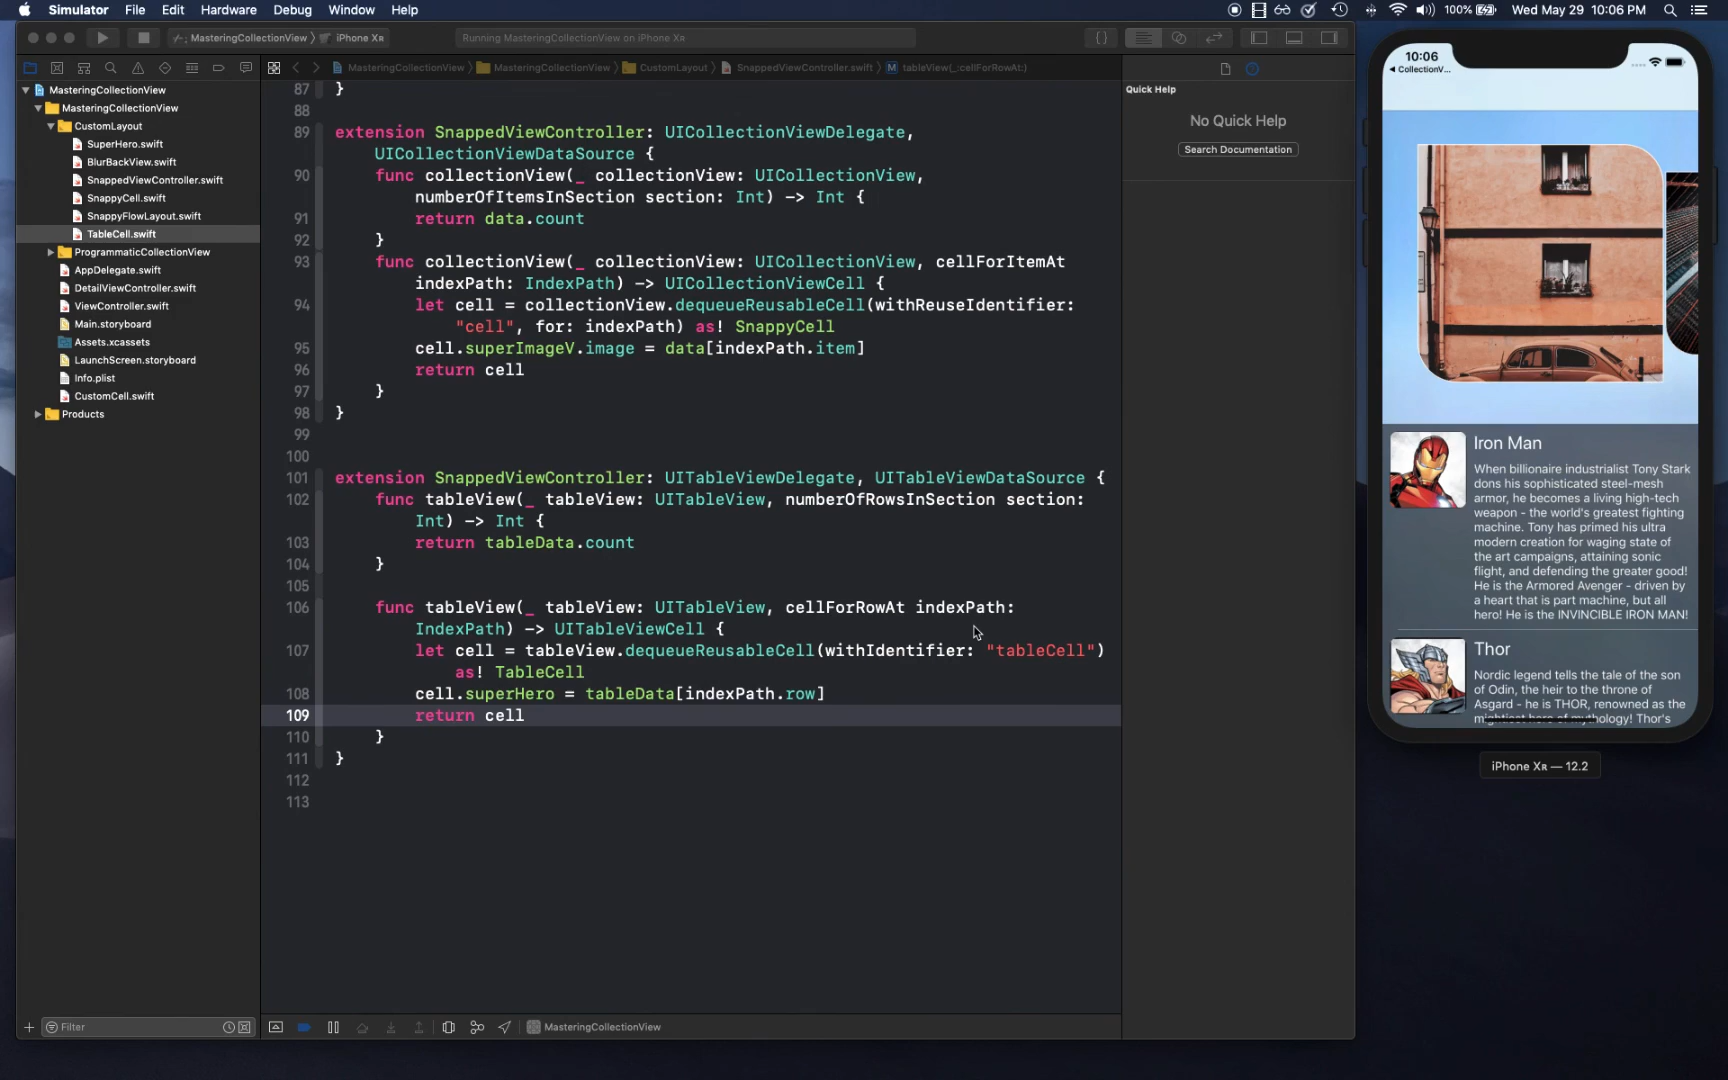 Simulator File Edit Hardware Debug Window Help
100% Wed May 29 10:06 PM
MasteringCollectionView iPhone Xʀ
Running MasteringCollectionView on iPhone Xʀ
MasteringCollectionView MasteringCollectionView CustomLayout SnappedViewController.swift M tableView(_:cellForRowAt:)
MasteringCollectionView
MasteringCollectionView
CustomLayout
SuperHero.swift
BlurBackView.swift
SnappedViewController.swift
SnappyCell.swift
SnappyFlowLayout.swift
TableCell.swift
ProgrammaticCollectionView
AppDelegate.swift
DetailViewController.swift
ViewController.swift
Main.storyboard
Assets.xcassets
LaunchScreen.storyboard
Info.plist
CustomCell.swift
Products
Filter
87 }
88
89 extension SnappedViewController: UICollectionViewDelegate,
UICollectionViewDataSource {
90 func collectionView(_ collectionView: UICollectionView,
numberOfItemsInSection section: Int) -> Int {
91 return data.count
92 }
93 func collectionView(_ collectionView: UICollectionView, cellForItemAt
indexPath: IndexPath) -> UICollectionViewCell {
94 let cell = collectionView.dequeueReusableCell(withReuseIdentifier:
"cell", for: indexPath) as! SnappyCell
95 cell.superImageV.image = data[indexPath.item]
96 return cell
97 }
98 }
99
100
101 extension SnappedViewController: UITableViewDelegate, UITableViewDataSource {
102 func tableView(_ tableView: UITableView, numberOfRowsInSection section:
Int) -> Int {
103 return tableData.count
104 }
105
106 func tableView(_ tableView: UITableView, cellForRowAt indexPath:
IndexPath) -> UITableViewCell {
107 let cell = tableView.dequeueReusableCell(withIdentifier: "tableCell")
as! TableCell
108 cell.superHero = tableData[indexPath.row]
109 return cell
110 }
111 }
112
113
MasteringCollectionView
Quick Help
No Quick Help
Search Documentation
10:06
CollectionV...
Iron Man
When billionaire industrialist Tony Stark
dons his sophisticated steel-mesh
armor, he becomes a living high-tech
weapon - the world's greatest fighting
machine. Tony has primed his ultra
modern creation for waging state of
the art campaigns, attaining sonic
flight, and defending the greater good!
He is the Armored Avenger - driven by
a heart that is part machine, but all
hero! He is the INVINCIBLE IRON MAN!
Thor
Nordic legend tells the tale of the son
of Odin, the heir to the throne of
Asgard - he is THOR, renowned as the
mightiest hero of mythology! Thor's
iPhone Xʀ — 12.2